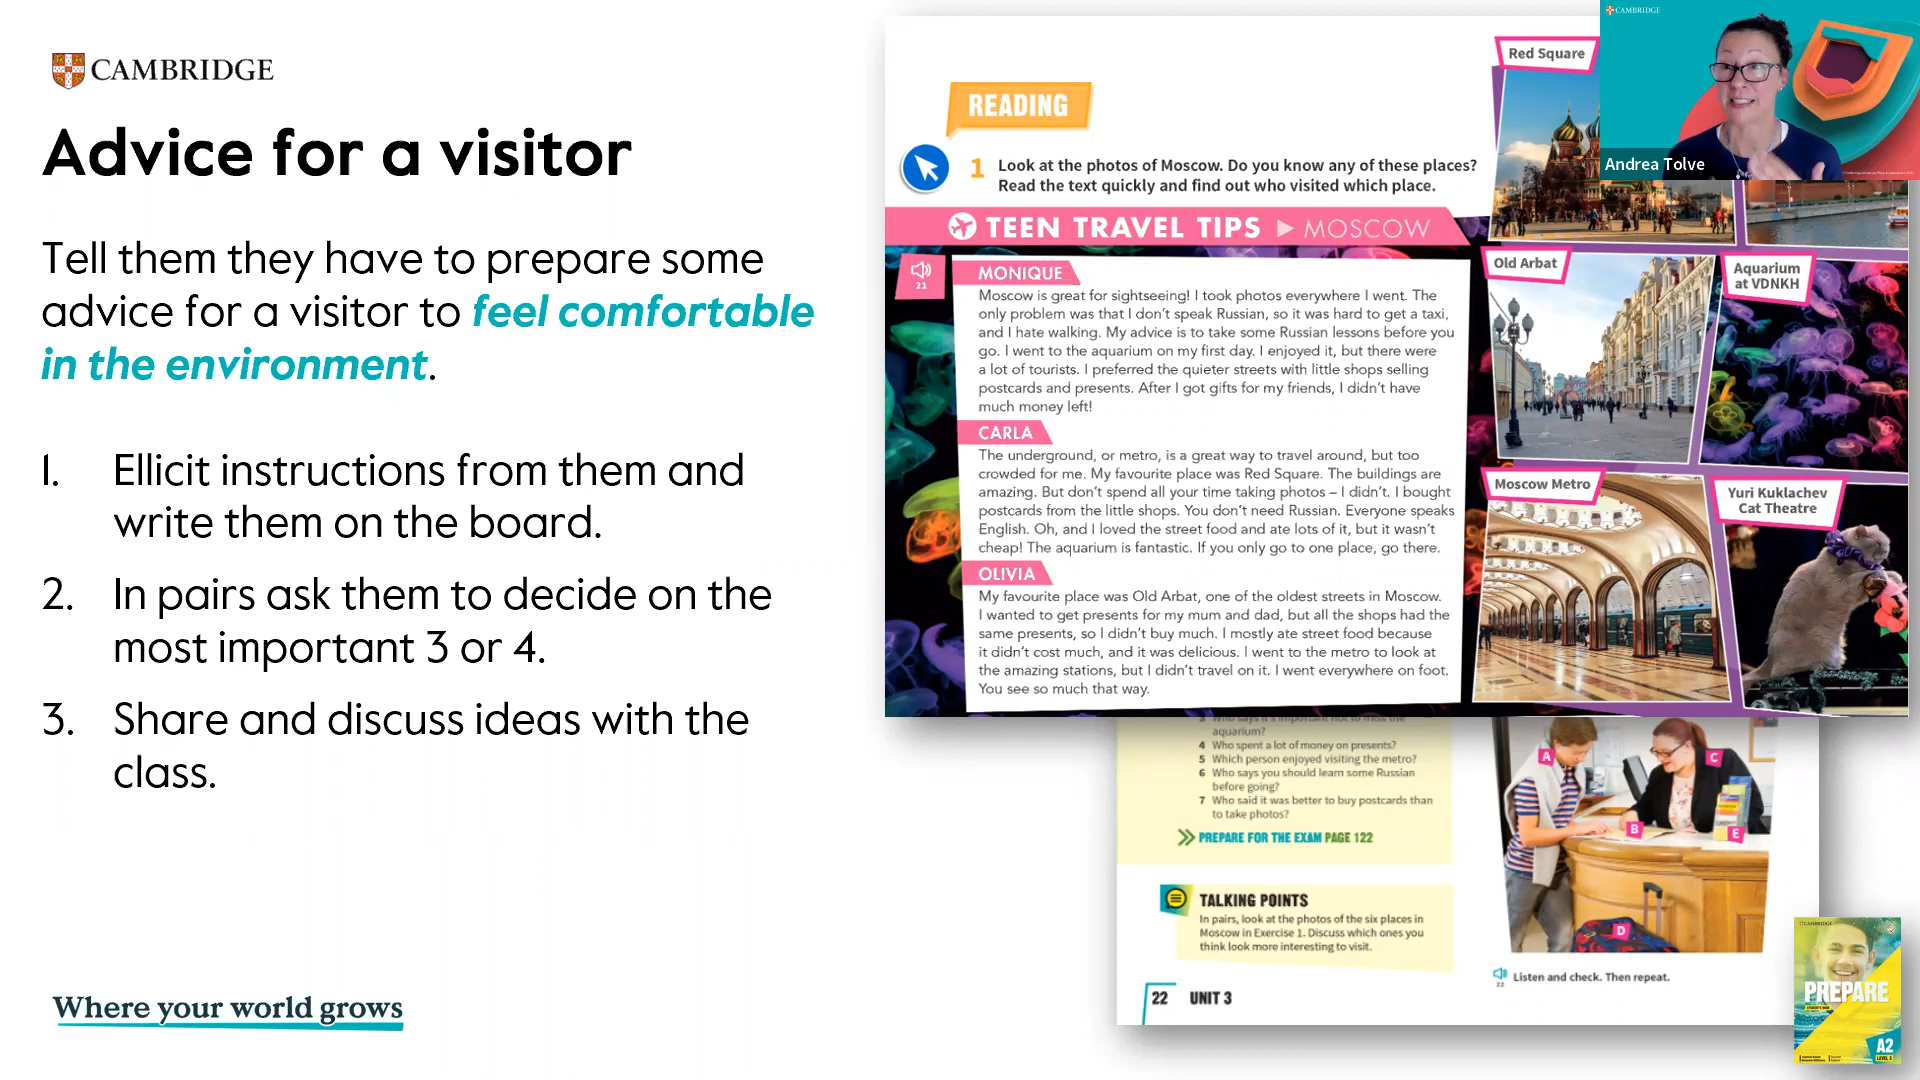 CAMBRIDGE
Advice for a visitor
Tell them they have to prepare some
advice for a visitor to feel comfortable
in the environment.
1. Ellicit instructions from them and
write them on the board.
2. In pairs ask them to decide on the
most important 3 or 4.
3. Share and discuss ideas with the
class.
Where your world grows
READING
1 Look at the photos of Moscow. Do you know any of these places?
Read the text quickly and find out who visited which place.
TEEN TRAVEL TIPS ▶ MOSCOW
21
MONIQUE
Moscow is great for sightseeing! I took photos everywhere I went. The
only problem was that I don't speak Russian, so it was hard to get a taxi,
and I hate walking. My advice is to take some Russian lessons before you
go. I went to the aquarium on my first day. I enjoyed it, but there were
a lot of tourists. I preferred the quieter streets with little shops selling
postcards and presents. After I got gifts for my friends, I didn't have
much money left!
CARLA
The underground, or metro, is a great way to travel around, but too
crowded for me. My favourite place was Red Square. The buildings are
amazing. But don't spend all your time taking photos – I didn't. I bought
postcards from the little shops. You don't need Russian. Everyone speaks
English. Oh, and I loved the street food and ate lots of it, but it wasn't
cheap! The aquarium is fantastic. If you only go to one place, go there.
OLIVIA
My favourite place was Old Arbat, one of the oldest streets in Moscow.
I wanted to get presents for my mum and dad, but all the shops had the
same presents, so I didn't buy much. I mostly ate street food because
it didn't cost much, and it was delicious. I went to the metro to look at
the amazing stations, but I didn't travel on it. I went everywhere on foot.
You see so much that way.
Red Square
Old Arbat
Aquarium
at VDNKH
Moscow Metro
Yuri Kuklachev
Cat Theatre
CAMBRIDGE
Andrea Tolve
3 Who says it's important not to miss the
aquarium?
4 Who spent a lot of money on presents?
5 Which person enjoyed visiting the metro?
6 Who says you should learn some Russian
before going?
7 Who said it was better to buy postcards than
to take photos?
PREPARE FOR THE EXAM PAGE 122
TALKING POINTS
In pairs, look at the photos of the six places in
Moscow in Exercise 1. Discuss which ones you
think look more interesting to visit.
22 UNIT 3
A
C
B
E
D
22
Listen and check. Then repeat.
CAMBRIDGE
PREPARE
A2
LEVEL 3